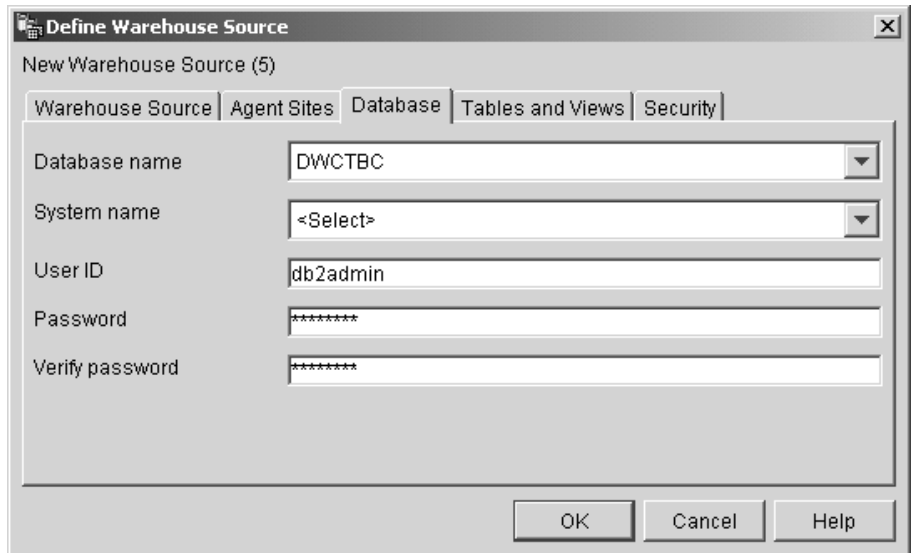 Define Warehouse Source
New Warehouse Source (5)
Warehouse Source Agent Sites Database Tables and Views Security
Database name DWCTBC
System name <Select>
User ID db2admin
Password ********
Verify password ********
OK Cancel Help